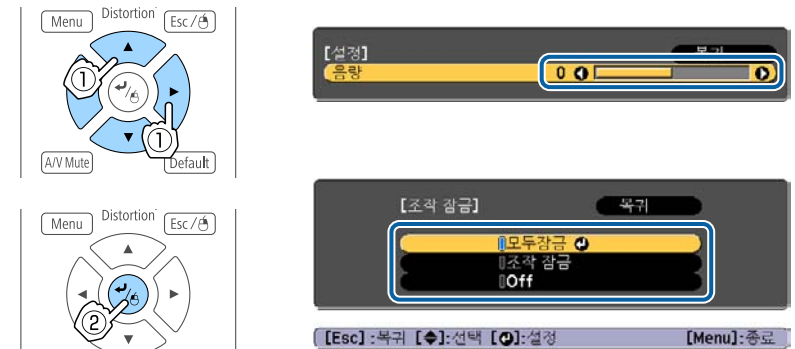 Menu
Distortion
Esc/
①
①
A/V Mute
Default
[설정]
복귀
음량
0
Menu
Distortion
Esc/
②
[조작 잠금]
복귀
모두잠금
조작 잠금
Off
[Esc] :복귀 [◆]:선택 [ ]:설정
[Menu]:종료